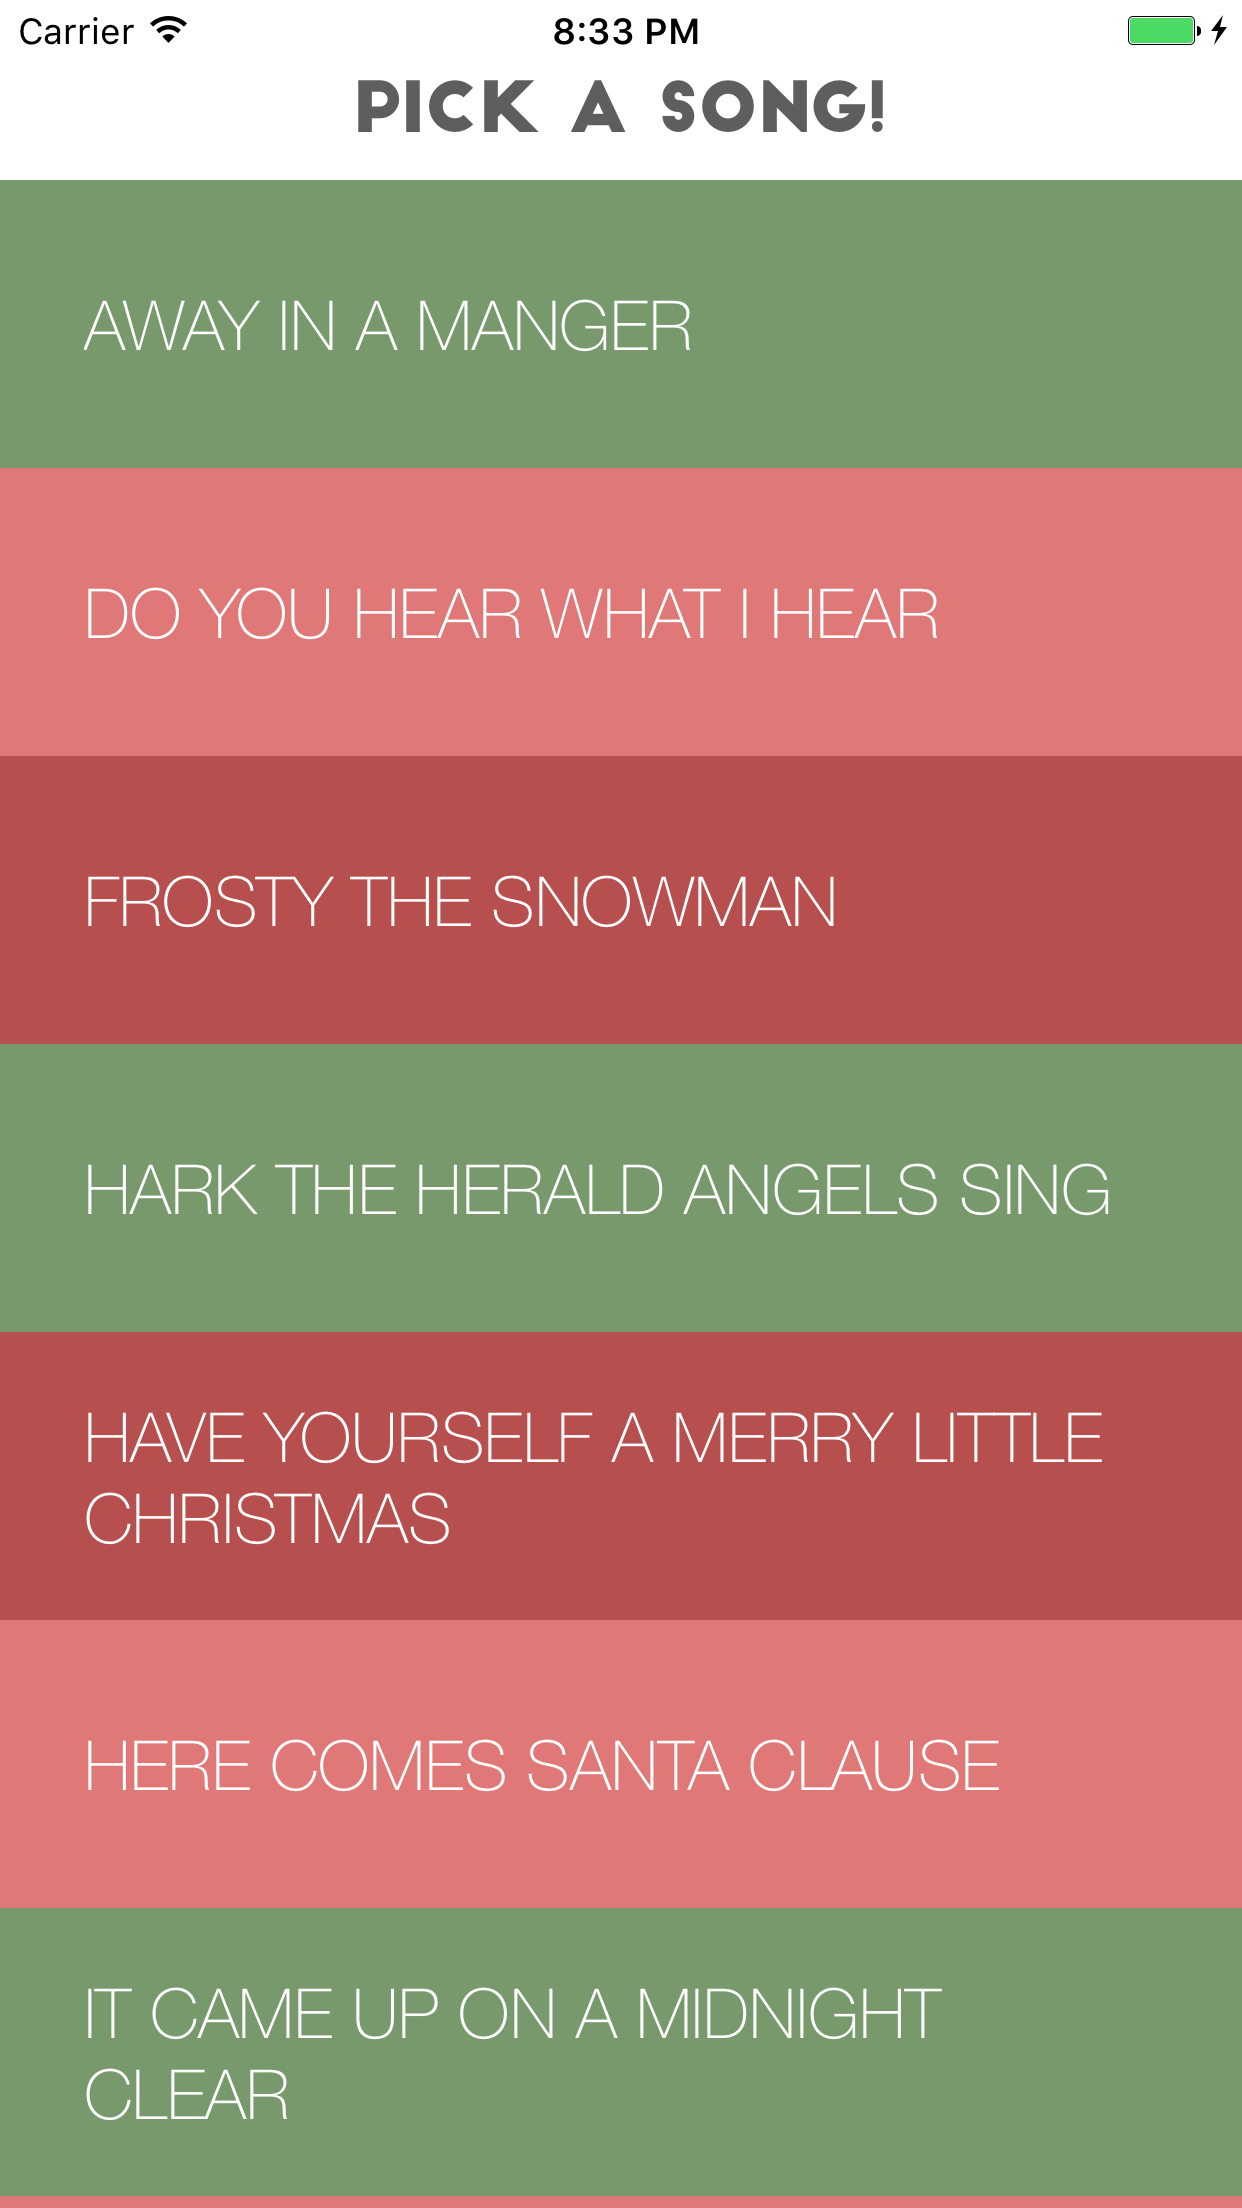 Carrier 8:33 PM
PICK A SONG!
AWAY IN A MANGER
DO YOU HEAR WHAT I HEAR
FROSTY THE SNOWMAN
HARK THE HERALD ANGELS SING
HAVE YOURSELF A MERRY LITTLE
CHRISTMAS
HERE COMES SANTA CLAUSE
IT CAME UP ON A MIDNIGHT
CLEAR